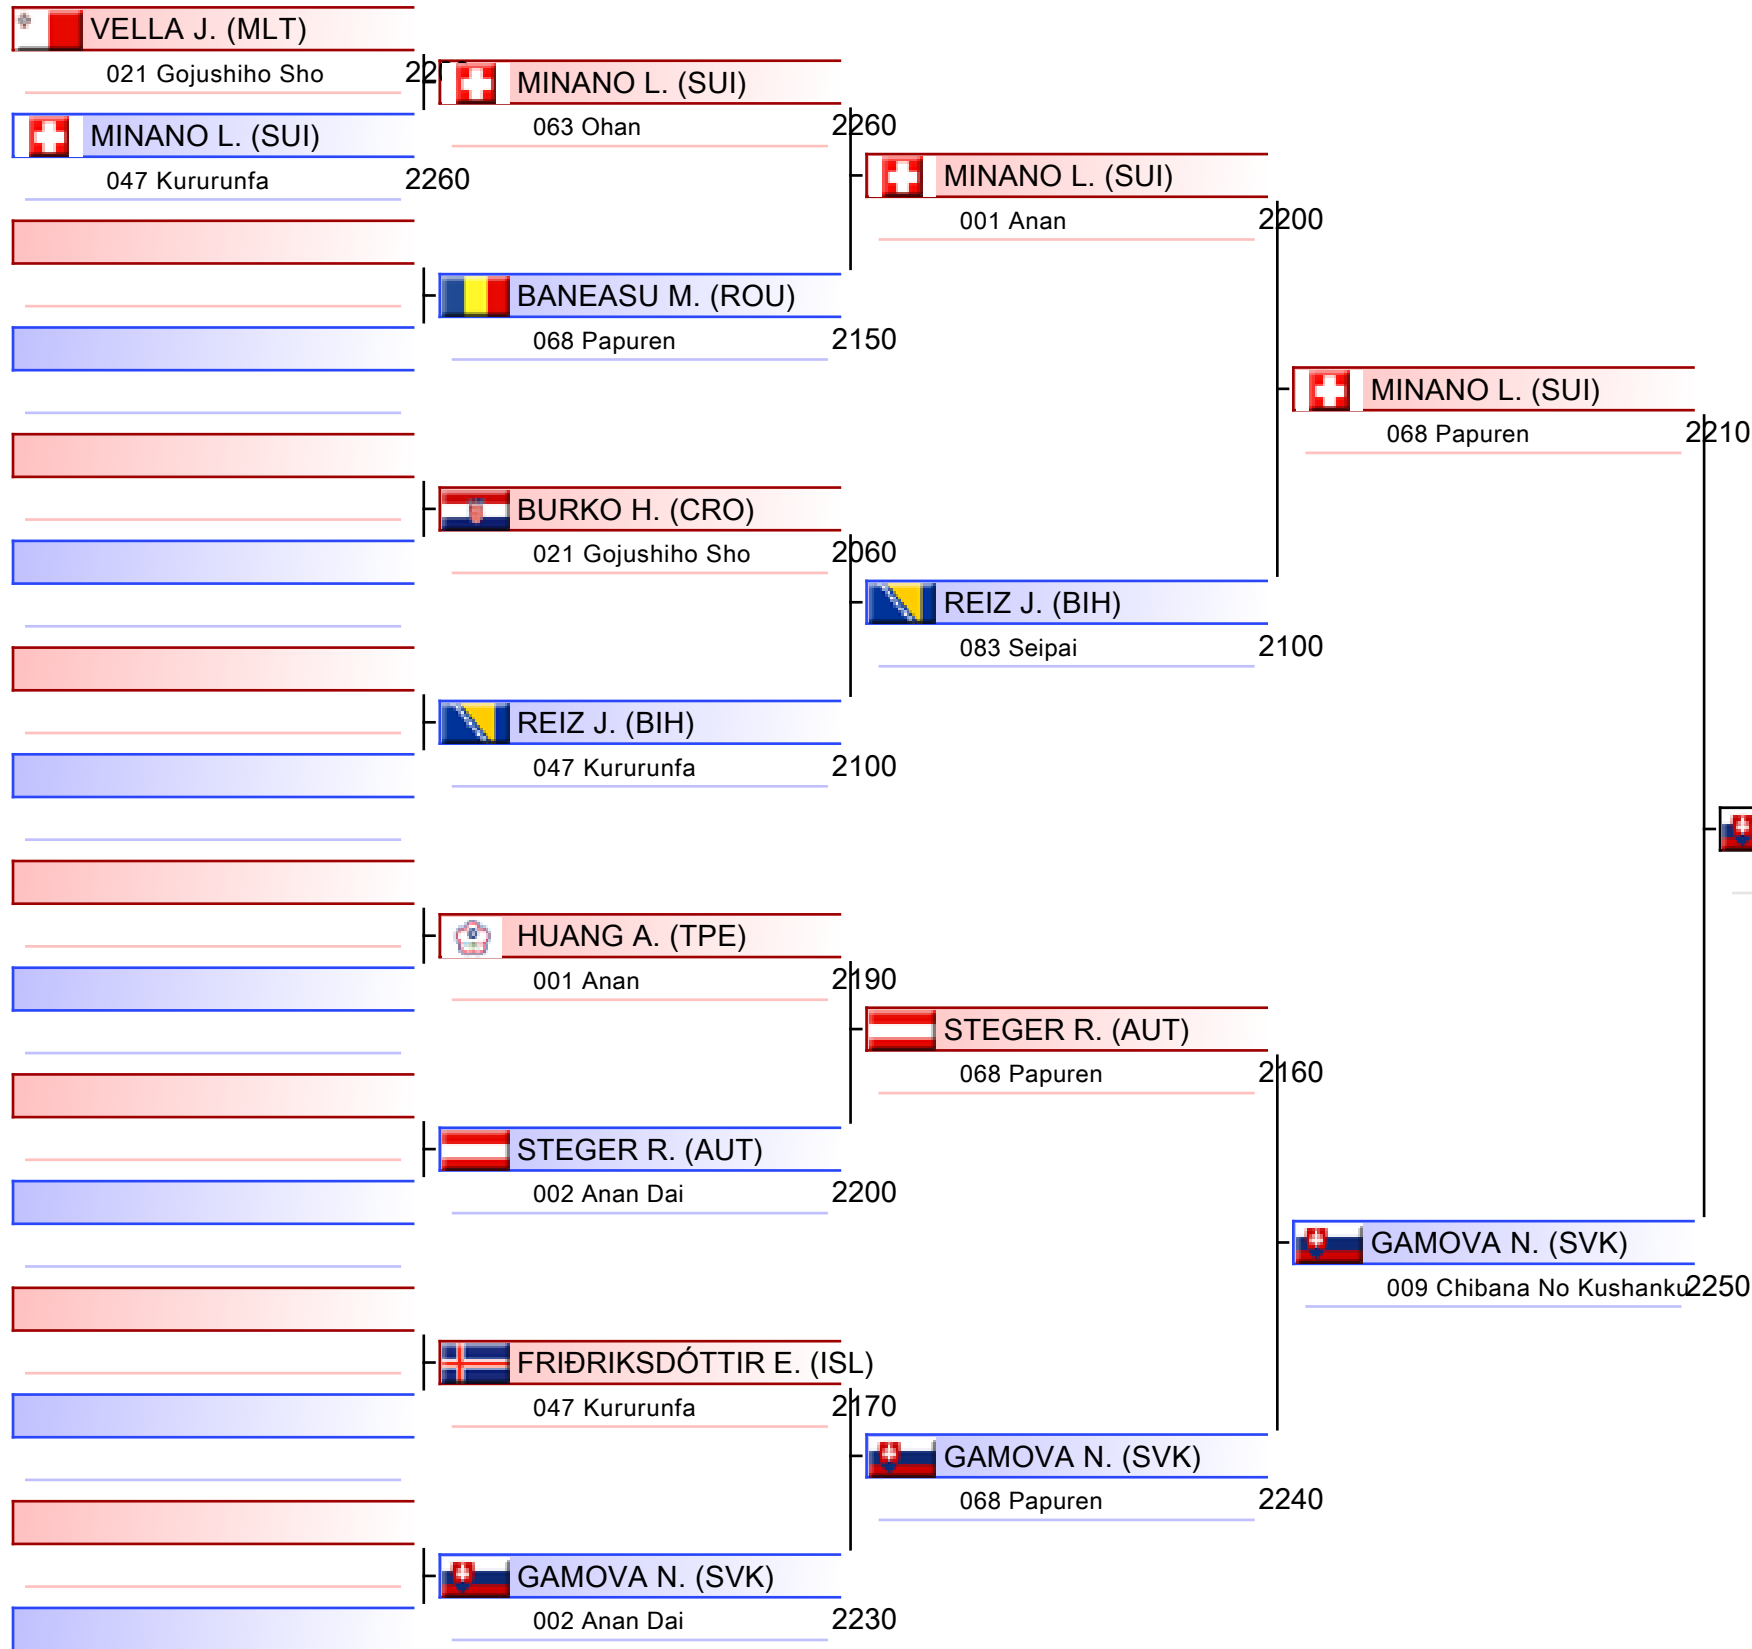 VELLA J. (MLT)
021 Gojushiho Sho
MINANO L. (SUI)
047 Kururunfa 2260
MINANO L. (SUI)
063 Ohan 2260
BANEASU M. (ROU)
068 Papuren 2150
BURKO H. (CRO)
021 Gojushiho Sho 2060
REIZ J. (BIH)
047 Kururunfa 2100
HUANG A. (TPE)
001 Anan 2190
STEGER R. (AUT)
002 Anan Dai 2200
FRIÐRIKSDÓTTIR E. (ISL)
047 Kururunfa 2170
GAMOVA N. (SVK)
002 Anan Dai 2230
MINANO L. (SUI)
001 Anan 2200
REIZ J. (BIH)
083 Seipai 2100
STEGER R. (AUT)
068 Papuren 2160
GAMOVA N. (SVK)
068 Papuren 2240
MINANO L. (SUI)
068 Papuren 2210
GAMOVA N. (SVK)
009 Chibana No Kushanku 2250